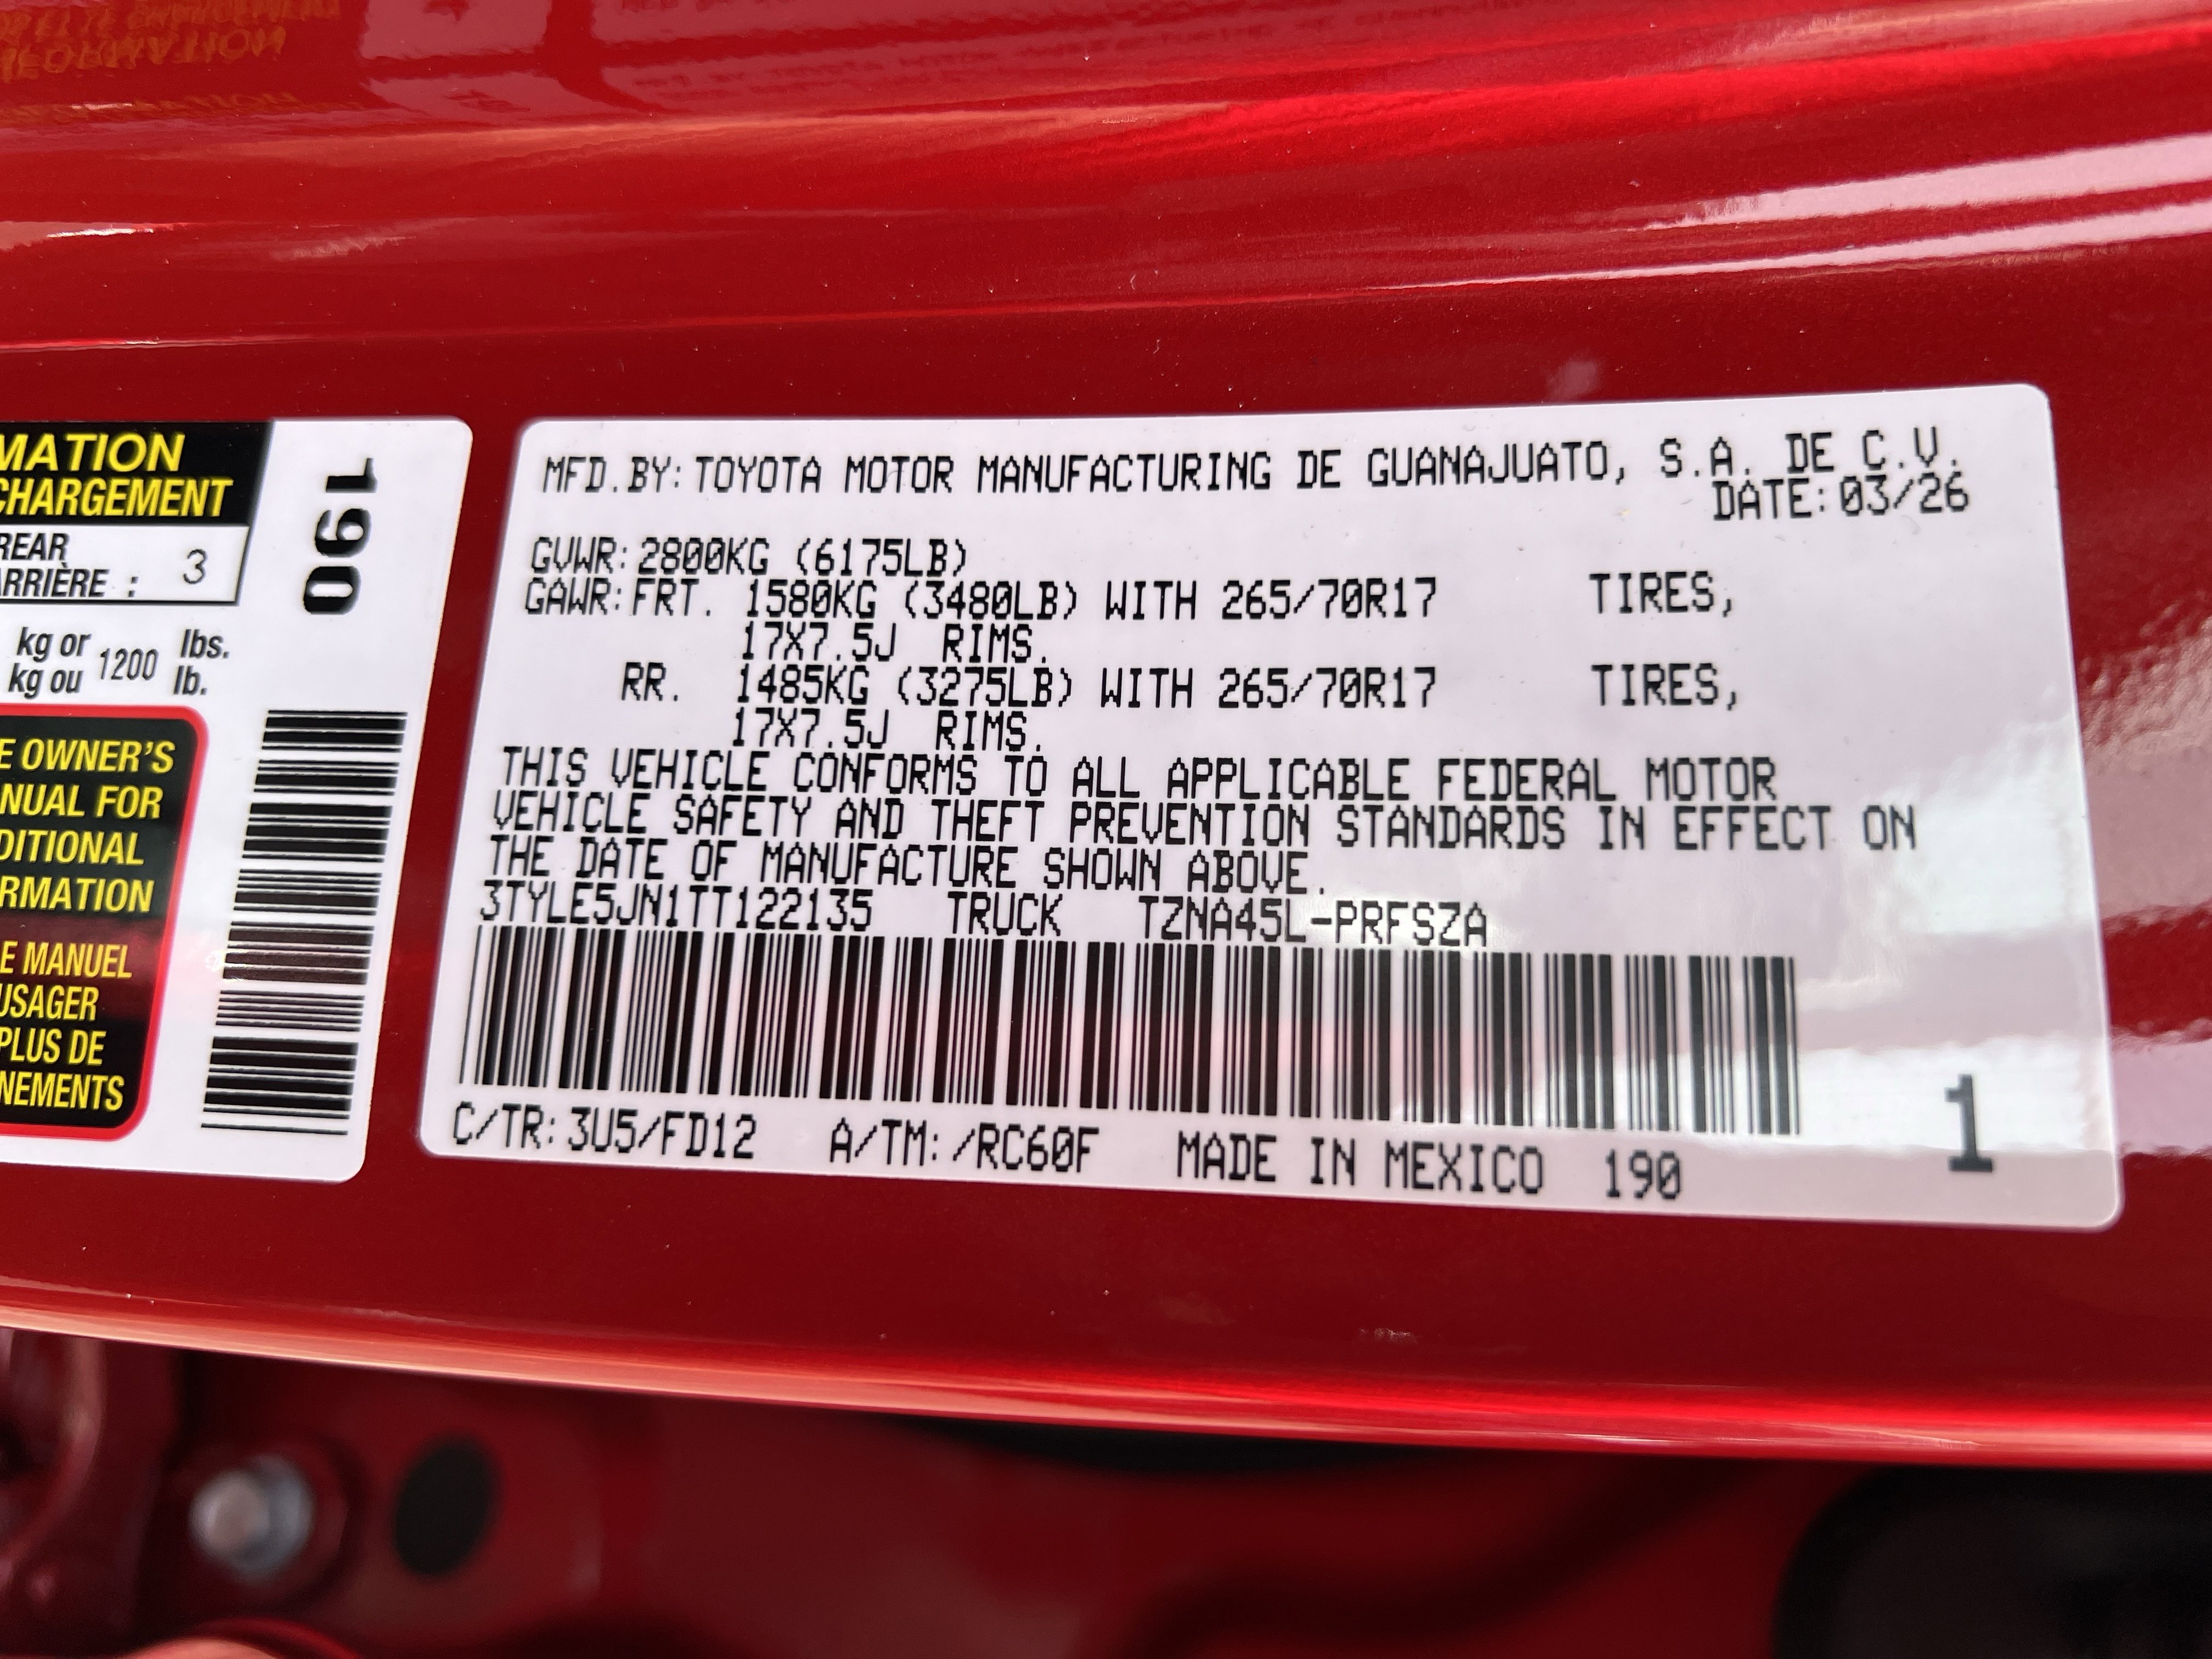 MATION
CHARGEMENT
REAR
ARRIÈRE : 3
kg or 1200 lbs.
kg ou lb.
E OWNER'S
NUAL FOR
DITIONAL
RMATION
E MANUEL
USAGER
PLUS DE
NEMENTS
190
MFD.BY:TOYOTA MOTOR MANUFACTURING DE GUANAJUATO, S.A. DE C.V.
DATE:03/26
GVWR:2800KG (6175LB)
GAWR:FRT. 1580KG (3480LB) WITH 265/70R17 TIRES,
17X7.5J RIMS.
RR. 1485KG (3275LB) WITH 265/70R17 TIRES,
17X7.5J RIMS.
THIS VEHICLE CONFORMS TO ALL APPLICABLE FEDERAL MOTOR
VEHICLE SAFETY AND THEFT PREVENTION STANDARDS IN EFFECT ON
THE DATE OF MANUFACTURE SHOWN ABOVE.
3TYLE5JN1TT122135 TRUCK TZNA45L-PRFSZA
C/TR:3U5/FD12 A/TM:/RC60F MADE IN MEXICO 190
1